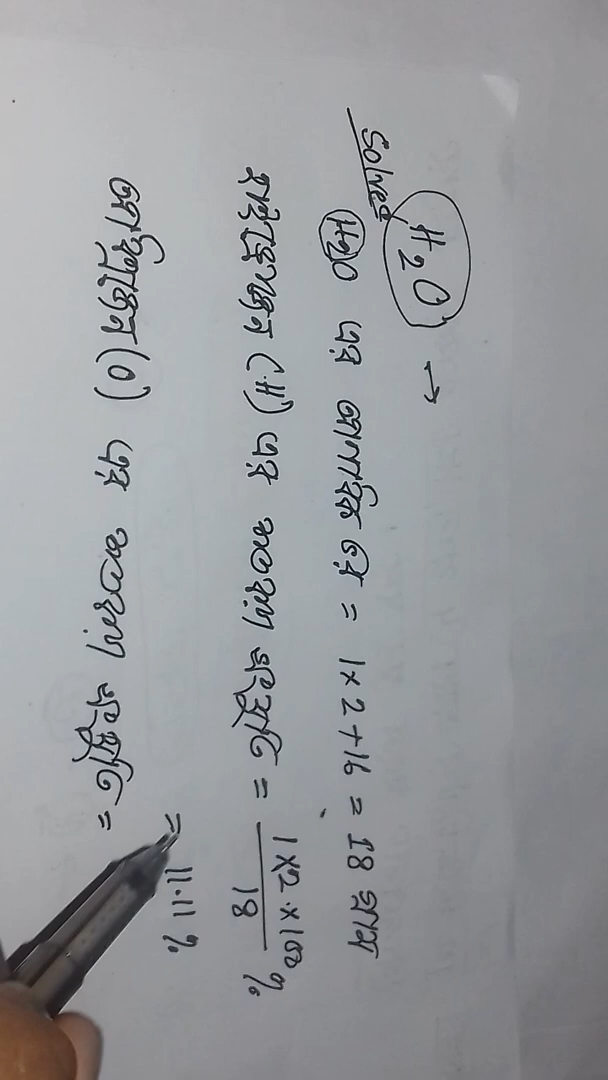 H2O →
Solve
H2O এর আণবিক ভর = 1×2+16 = 18 গ্রাম
হাইড্রোজেন (H) এর শতকরা সংযুতি = 1×2×100/18 %
= 11.11 %
অক্সিজেন (O) এর শতকরা সংযুতি =